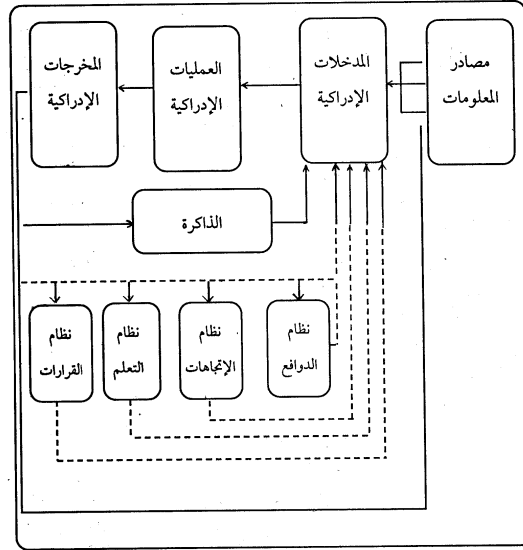 مصادر
المعلومات
المدخلات
الإدراكية
العمليات
الإدراكية
المخرجات
الإدراكية
الذاكرة
نظام
الدوافع
نظام
الإتجاهات
نظام
التعلم
نظام
القرارات